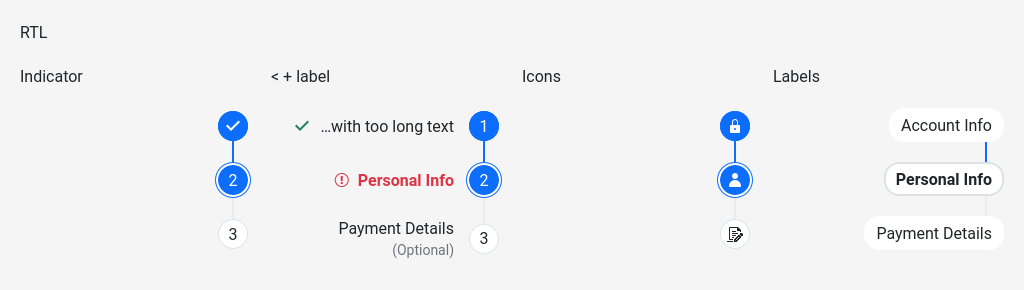 RTL
Indicator
< + label
Icons
Labels
2
3
...with too long text
1
Personal Info
2
Payment Details
(Optional)
3
Account Info
Personal Info
Payment Details